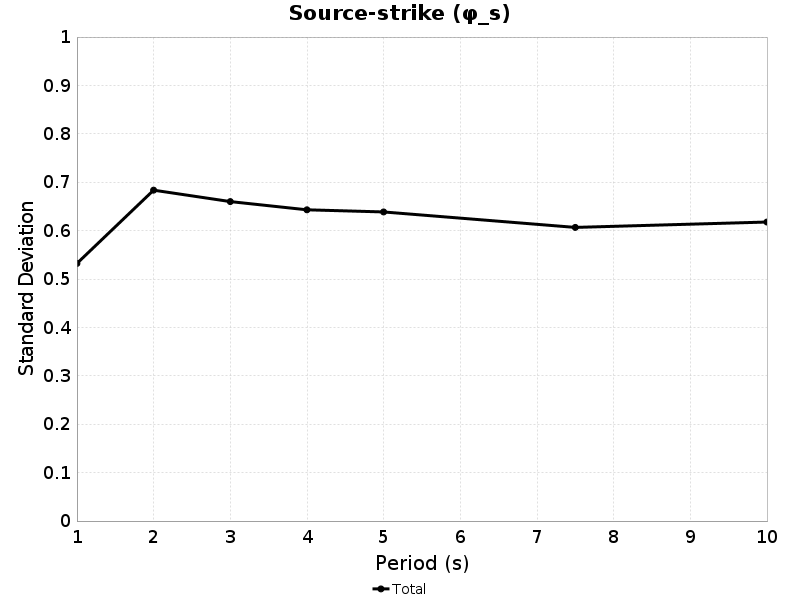 Source-strike (φ_s)
1
0.9
0.8
0.7
0.6
0.5
0.4
0.3
0.2
0.1
0
Standard Deviation
1 2 3 4 5 6 7 8 9 10
Period (s)
Total